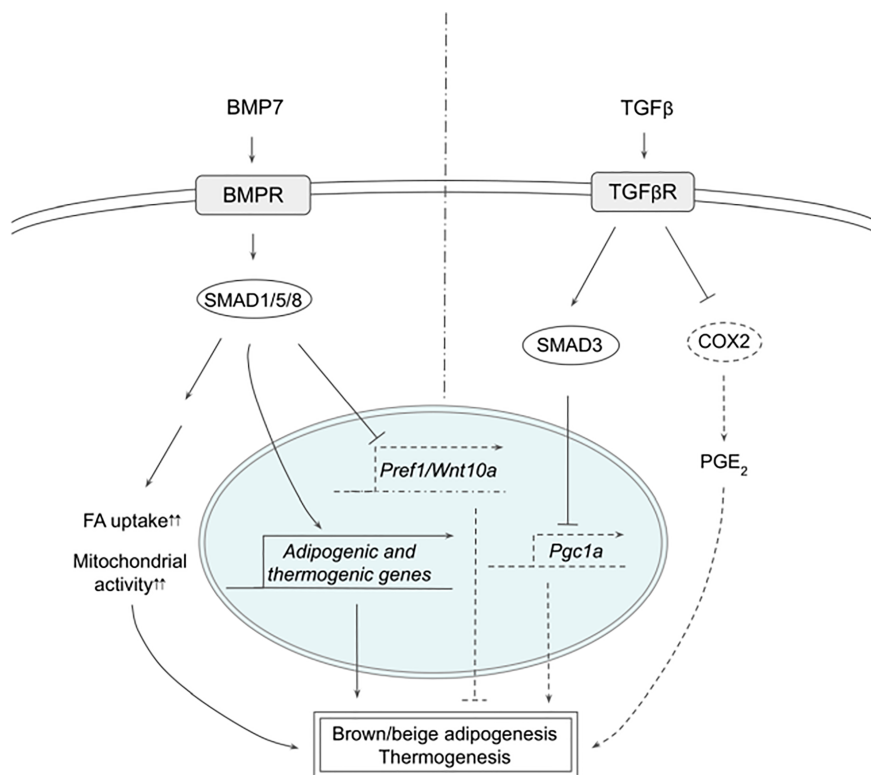 BMP7
TGFβ
BMPR
TGFβR
SMAD1/5/8
SMAD3
COX2
PGE₂
Pref1/Wnt10a
FA uptake⇈
Mitochondrial
activity⇈
Adipogenic and
thermogenic genes
Pgc1a
Brown/beige adipogenesis
Thermogenesis